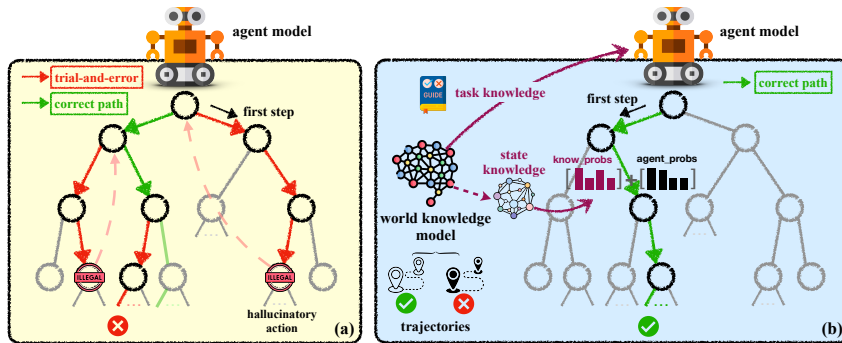 agent model
trial-and-error
correct path
first step
ILLEGAL
ILLEGAL
hallucinatory
action
(a)
agent model
correct path
GUIDE
task knowledge
first step
state
knowledge
know_probs
agent_probs
[ ] + [ ]
world knowledge
model
trajectories
(b)